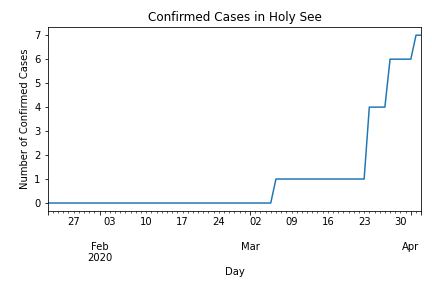 Confirmed Cases in Holy See
Number of Confirmed Cases
7
6
5
4
3
2
1
0
27 03 10 17 24 02 09 16 23 30
Feb Mar Apr
2020
Day